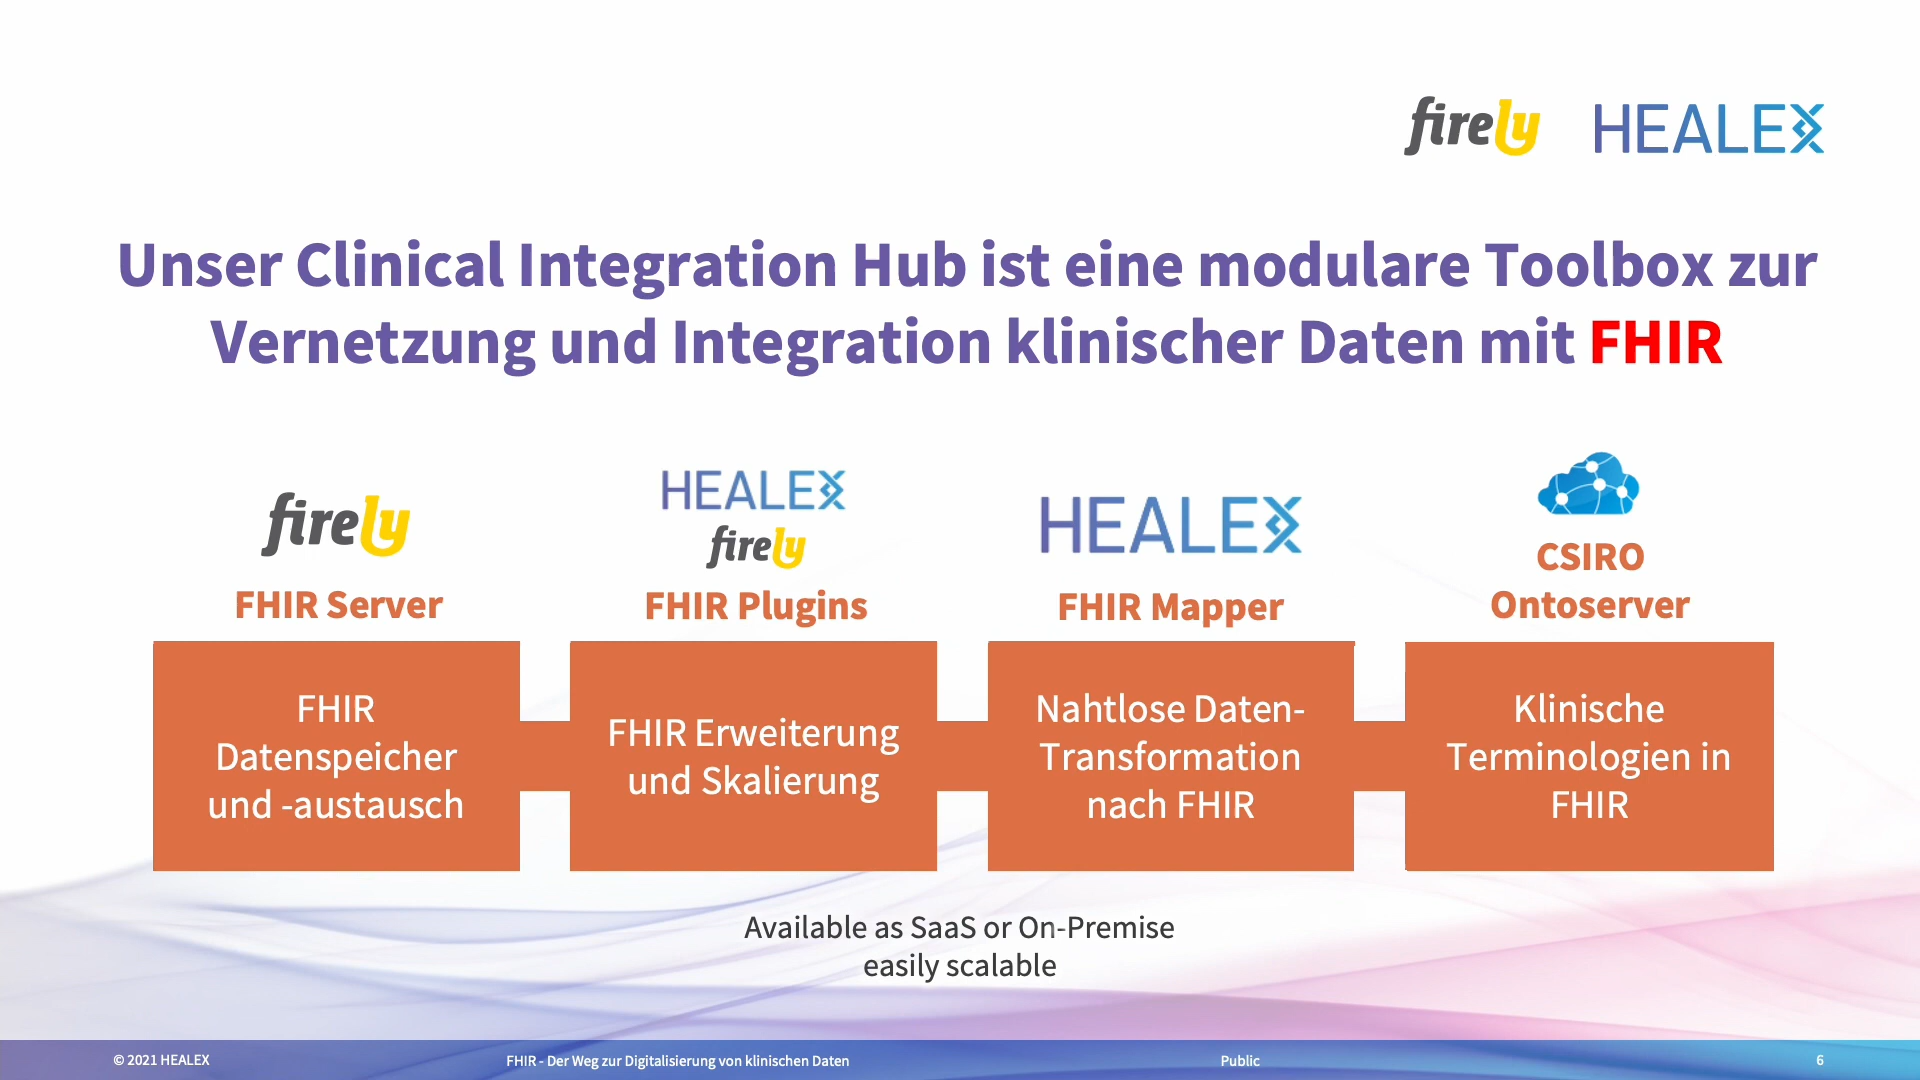 firely HEALEX
Unser Clinical Integration Hub ist eine modulare Toolbox zur
Vernetzung und Integration klinischer Daten mit FHIR
firely
FHIR Server
FHIR
Datenspeicher
und -austausch
HEALEX
firely
FHIR Plugins
FHIR Erweiterung
und Skalierung
HEALEX
FHIR Mapper
Nahtlose Daten-
Transformation
nach FHIR
CSIRO
Ontoserver
Klinische
Terminologien in
FHIR
Available as SaaS or On-Premise
easily scalable
© 2021 HEALEX
FHIR - Der Weg zur Digitalisierung von klinischen Daten
Public
6